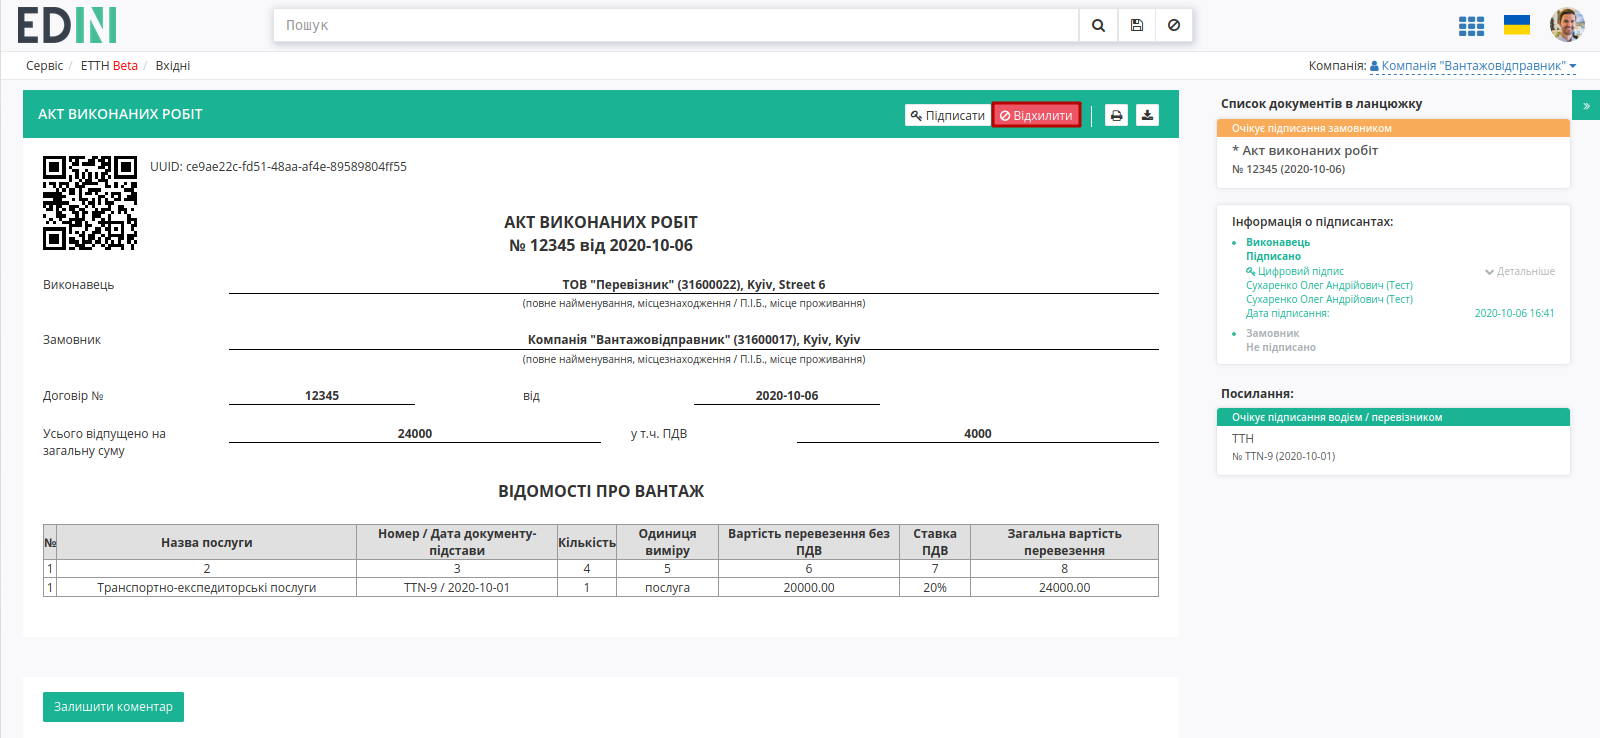 EDIN
Пошук
Сервіс / ЕТТН Beta / Вхідні
Компанія: Компанія "Вантажовідправник"
АКТ ВИКОНАНИХ РОБІТ
Підписати
Відхилити
UUID: ce9ae22c-fd51-48aa-af4e-89589804ff55
АКТ ВИКОНАНИХ РОБІТ
№ 12345 від 2020-10-06
Виконавець ТОВ "Перевізник" (31600022), Kyiv, Street 6
(повне найменування, місцезнаходження / П.І.Б., місце проживання)
Замовник Компанія "Вантажовідправник" (31600017), Kyiv, Kyiv
(повне найменування, місцезнаходження / П.І.Б., місце проживання)
Договір № 12345 від 2020-10-06
Усього відпущено на загальну суму 24000 у т.ч. ПДВ 4000
ВІДОМОСТІ ПРО ВАНТАЖ
№ Назва послуги Номер / Дата документу-підстави Кількість Одиниця виміру Вартість перевезення без ПДВ Ставка ПДВ Загальна вартість перевезення
1 2 3 4 5 6 7 8
1 Транспортно-експедиторські послуги TTN-9 / 2020-10-01 1 послуга 20000.00 20% 24000.00
Залишити коментар
Список документів в ланцюжку
»
Очікує підписання замовником
* Акт виконаних робіт
№ 12345 (2020-10-06)
Інформація о підписантах:
Виконавець
Підписано
Цифровий підпис Детальніше
Сухаренко Олег Андрійович (Тест)
Сухаренко Олег Андрійович (Тест)
Дата підписання: 2020-10-06 16:41
Замовник
Не підписано
Посилання:
Очікує підписання водієм / перевізником
ТТН
№ TTN-9 (2020-10-01)